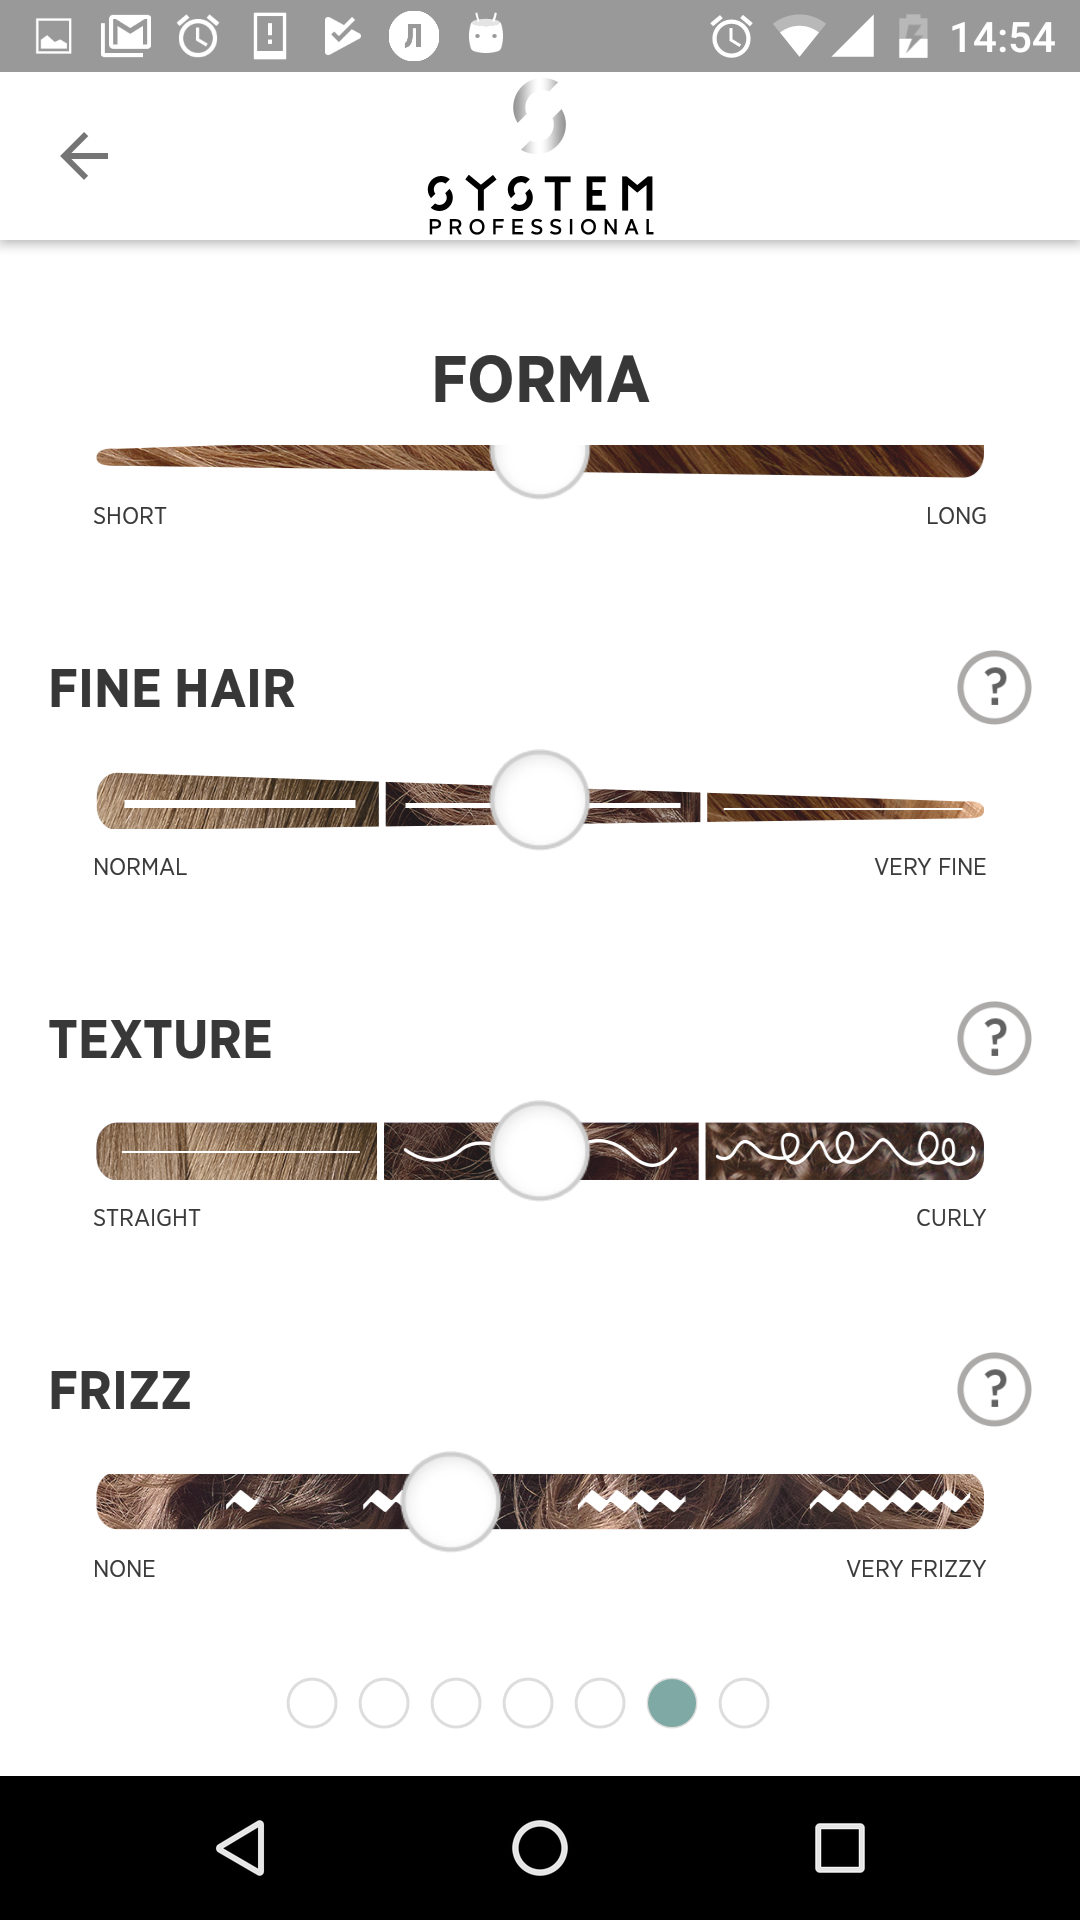 14:54
SYSTEM
PROFESSIONAL
FORMA
SHORT LONG
FINE HAIR ?
NORMAL VERY FINE
TEXTURE ?
STRAIGHT CURLY
FRIZZ ?
NONE VERY FRIZZY